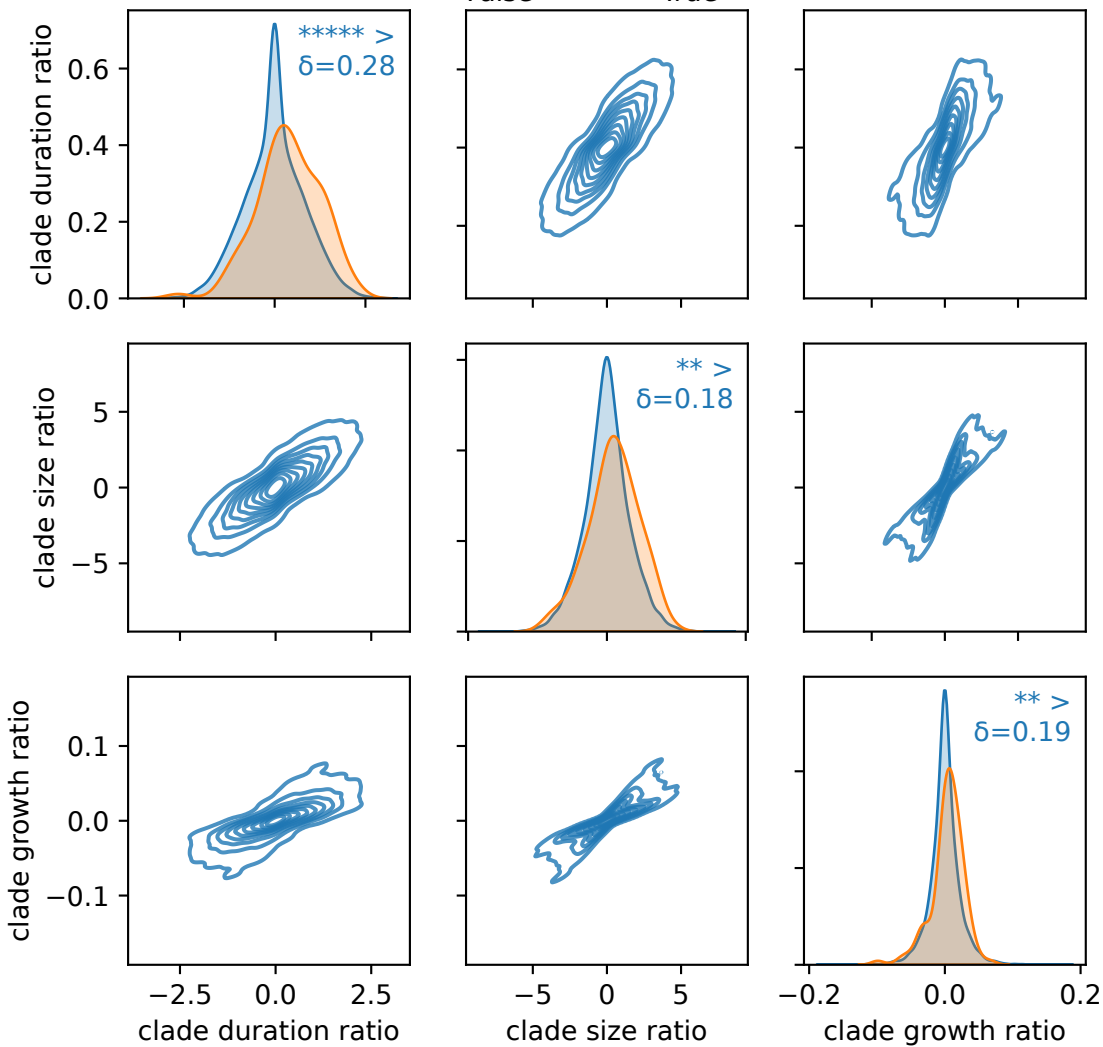 ***** >
δ=0.28
clade duration ratio
0.6
0.4
0.2
0.0
−5
0
5
** >
δ=0.18
clade size ratio
5
0
−5
** >
δ=0.19
clade growth ratio
0.1
0.0
−0.1
−2.5
0.0
2.5
−0.2
0.0
0.2
clade duration ratio
clade size ratio
clade growth ratio